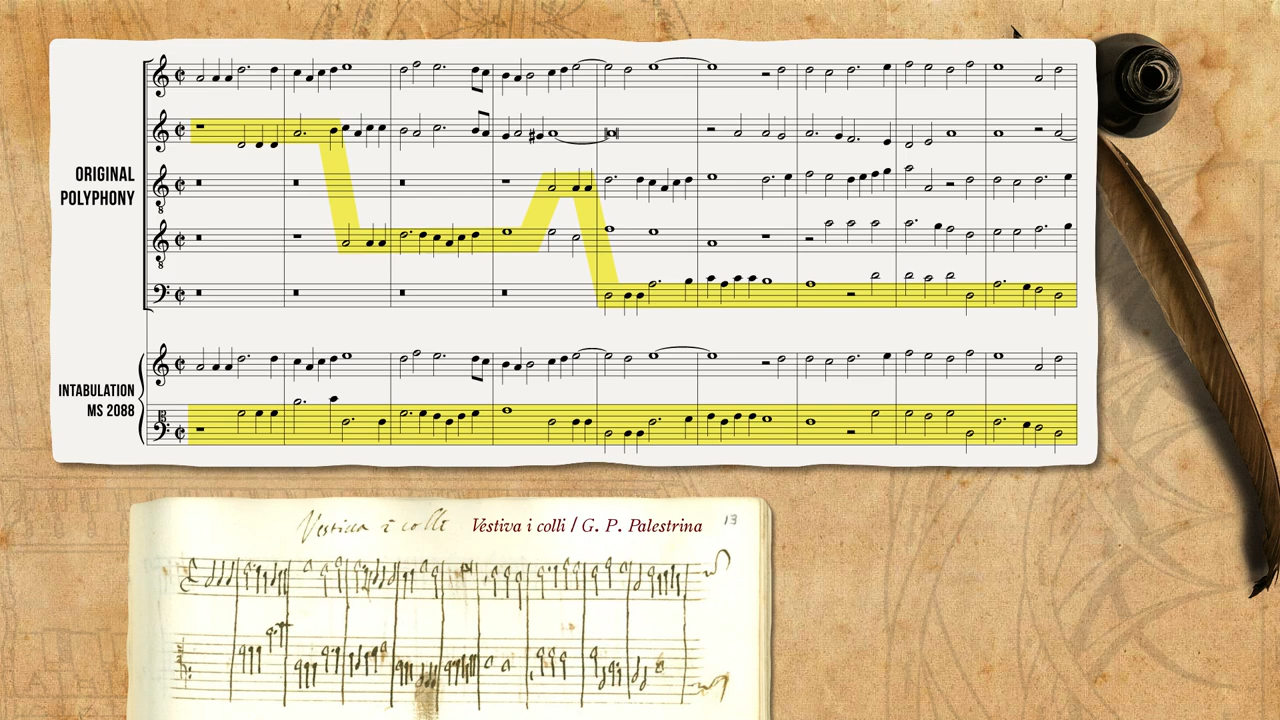 ORIGINAL
POLYPHONY
INTABULATION
MS 2088
Vestiva i colli Vestiva i colli / G. P. Palestrina 13